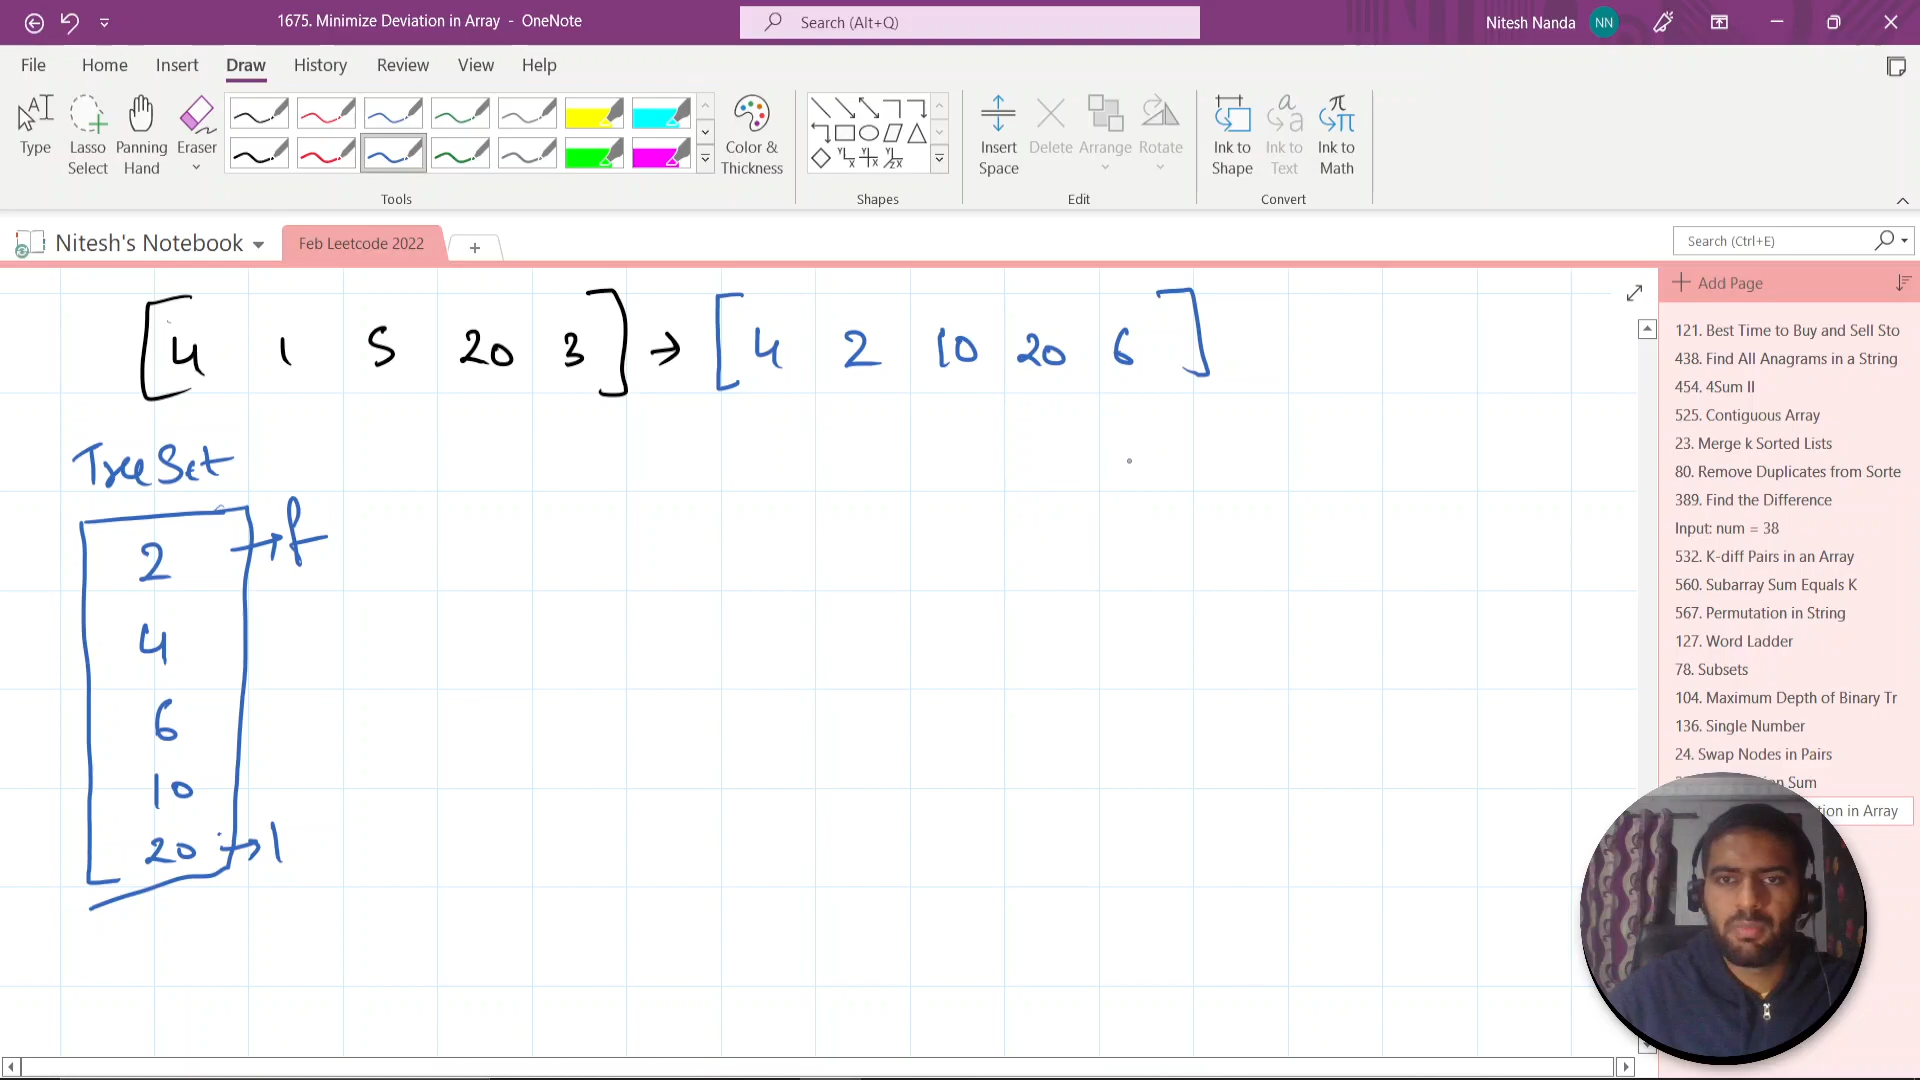 1675. Minimize Deviation in Array - OneNote
Search (Alt+Q)
Nitesh Nanda
NN
File Home Insert Draw History Review View Help
Type
Lasso Select
Panning Hand
Eraser
Color & Thickness
Insert Space
Delete
Arrange
Rotate
Ink to Shape
Ink to Text
Ink to Math
Tools
Shapes
Edit
Convert
Nitesh's Notebook
Feb Leetcode 2022
+
Search (Ctrl+E)
[4 1 5 20 3] → [4 2 10 20 6]
TreeSet
2 → f
4
6
10
20 → l
Add Page
121. Best Time to Buy and Sell Sto
438. Find All Anagrams in a String
454. 4Sum II
525. Contiguous Array
23. Merge k Sorted Lists
80. Remove Duplicates from Sorte
389. Find the Difference
Input: num = 38
532. K-diff Pairs in an Array
560. Subarray Sum Equals K
567. Permutation in String
127. Word Ladder
78. Subsets
104. Maximum Depth of Binary Tr
136. Single Number
24. Swap Nodes in Pairs
Sum
tion in Array